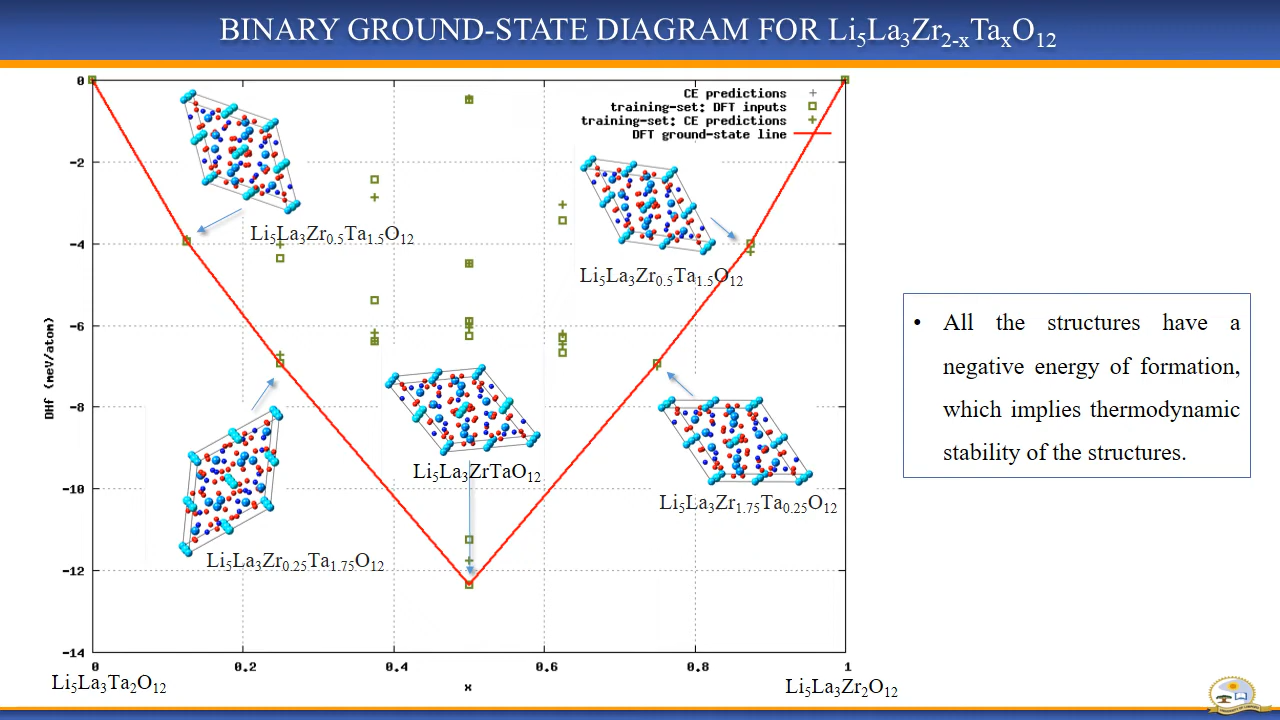 BINARY GROUND-STATE DIAGRAM FOR Li₅La₃Zr₂₋ₓTaₓO₁₂
0
-2
-4
-6
-8
-10
-12
-14
DHf (meV/atom)
CE predictions
training-set: DFT inputs
training-set: CE predictions
DFT ground-state line
Li₅La₃Zr₀.₅Ta₁.₅O₁₂
Li₅La₃Zr₀.₅Ta₁.₅O₁₂
Li₅La₃ZrTaO₁₂
Li₅La₃Zr₁.₇₅Ta₀.₂₅O₁₂
Li₅La₃Zr₀.₂₅Ta₁.₇₅O₁₂
0 0.2 0.4 0.6 0.8 1
x
Li₅La₃Ta₂O₁₂
Li₅La₃Zr₂O₁₂
• All the structures have a
negative energy of formation,
which implies thermodynamic
stability of the structures.